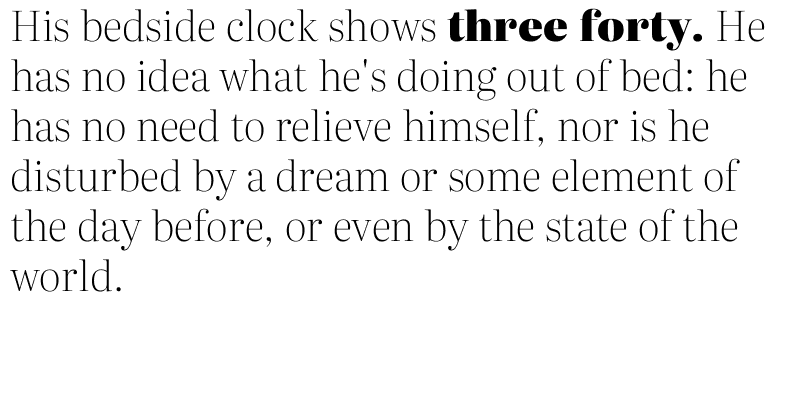 His bedside clock shows three forty. He
has no idea what he's doing out of bed: he
has no need to relieve himself, nor is he
disturbed by a dream or some element of
the day before, or even by the state of the
world.